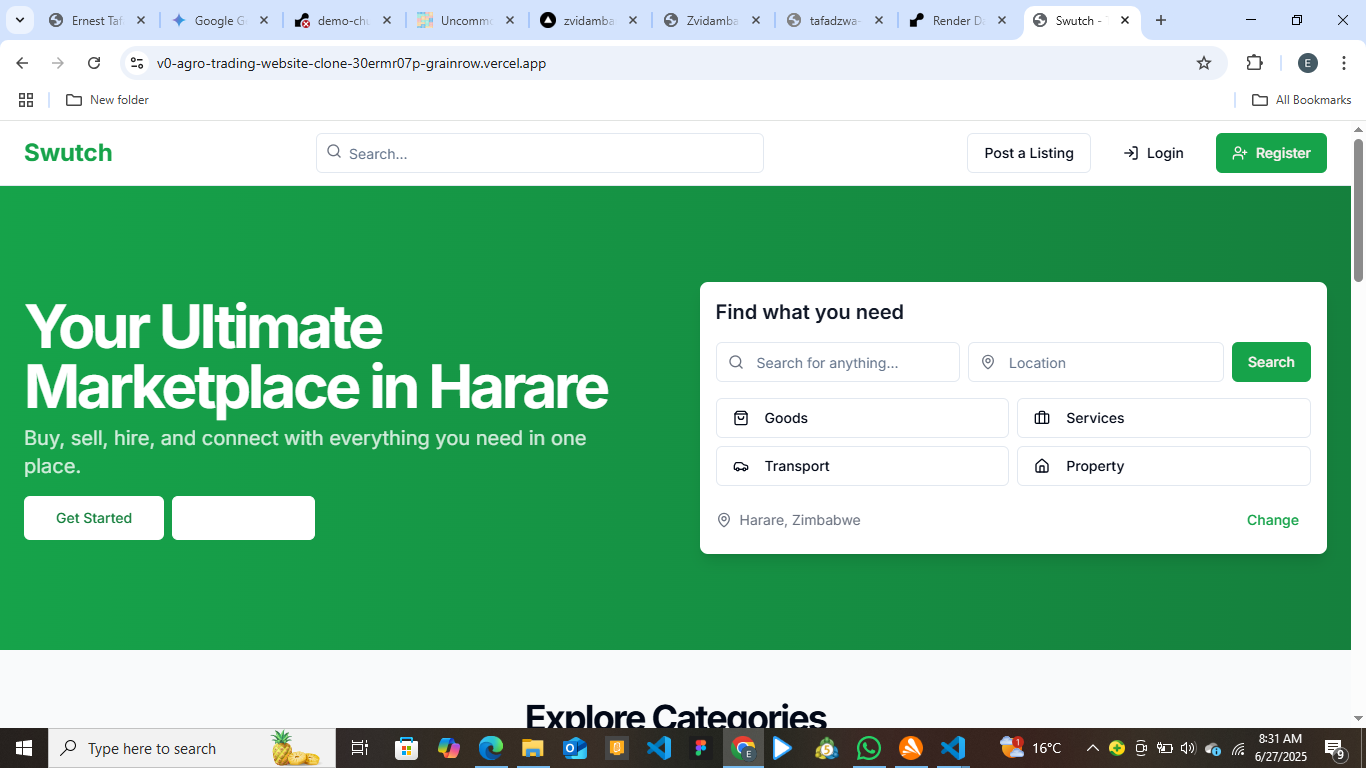 Ernest Taf
Google G
demo-chu
Uncommo
zvidamba
Zvidamba
tafadzwa-
Render Da
Swutch - T
v0-agro-trading-website-clone-30ermr07p-grainrow.vercel.app
E
New folder
All Bookmarks
Swutch
Search...
Post a Listing
Login
Register
Your Ultimate
Marketplace in Harare
Buy, sell, hire, and connect with everything you need in one
place.
Get Started
Find what you need
Search for anything...
Location
Search
Goods
Services
Transport
Property
Harare, Zimbabwe
Change
Explore Categories
Type here to search
1
16°C
8:31 AM
6/27/2025
9